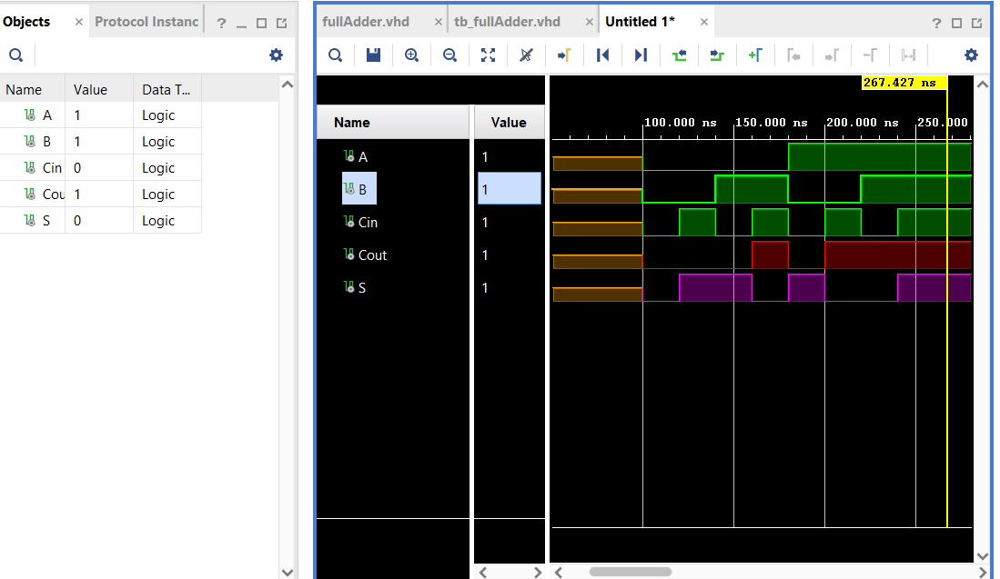 Objects × Protocol Instanc ?
Name Value Data T...
A 1 Logic
B 1 Logic
Cin 0 Logic
Cou 1 Logic
S 0 Logic
fullAdder.vhd × tb_fullAdder.vhd × Untitled 1* × ?
267.427 ns
Name Value
100.000 ns 150.000 ns 200.000 ns 250.000
A 1
B 1
Cin 1
Cout 1
S 1